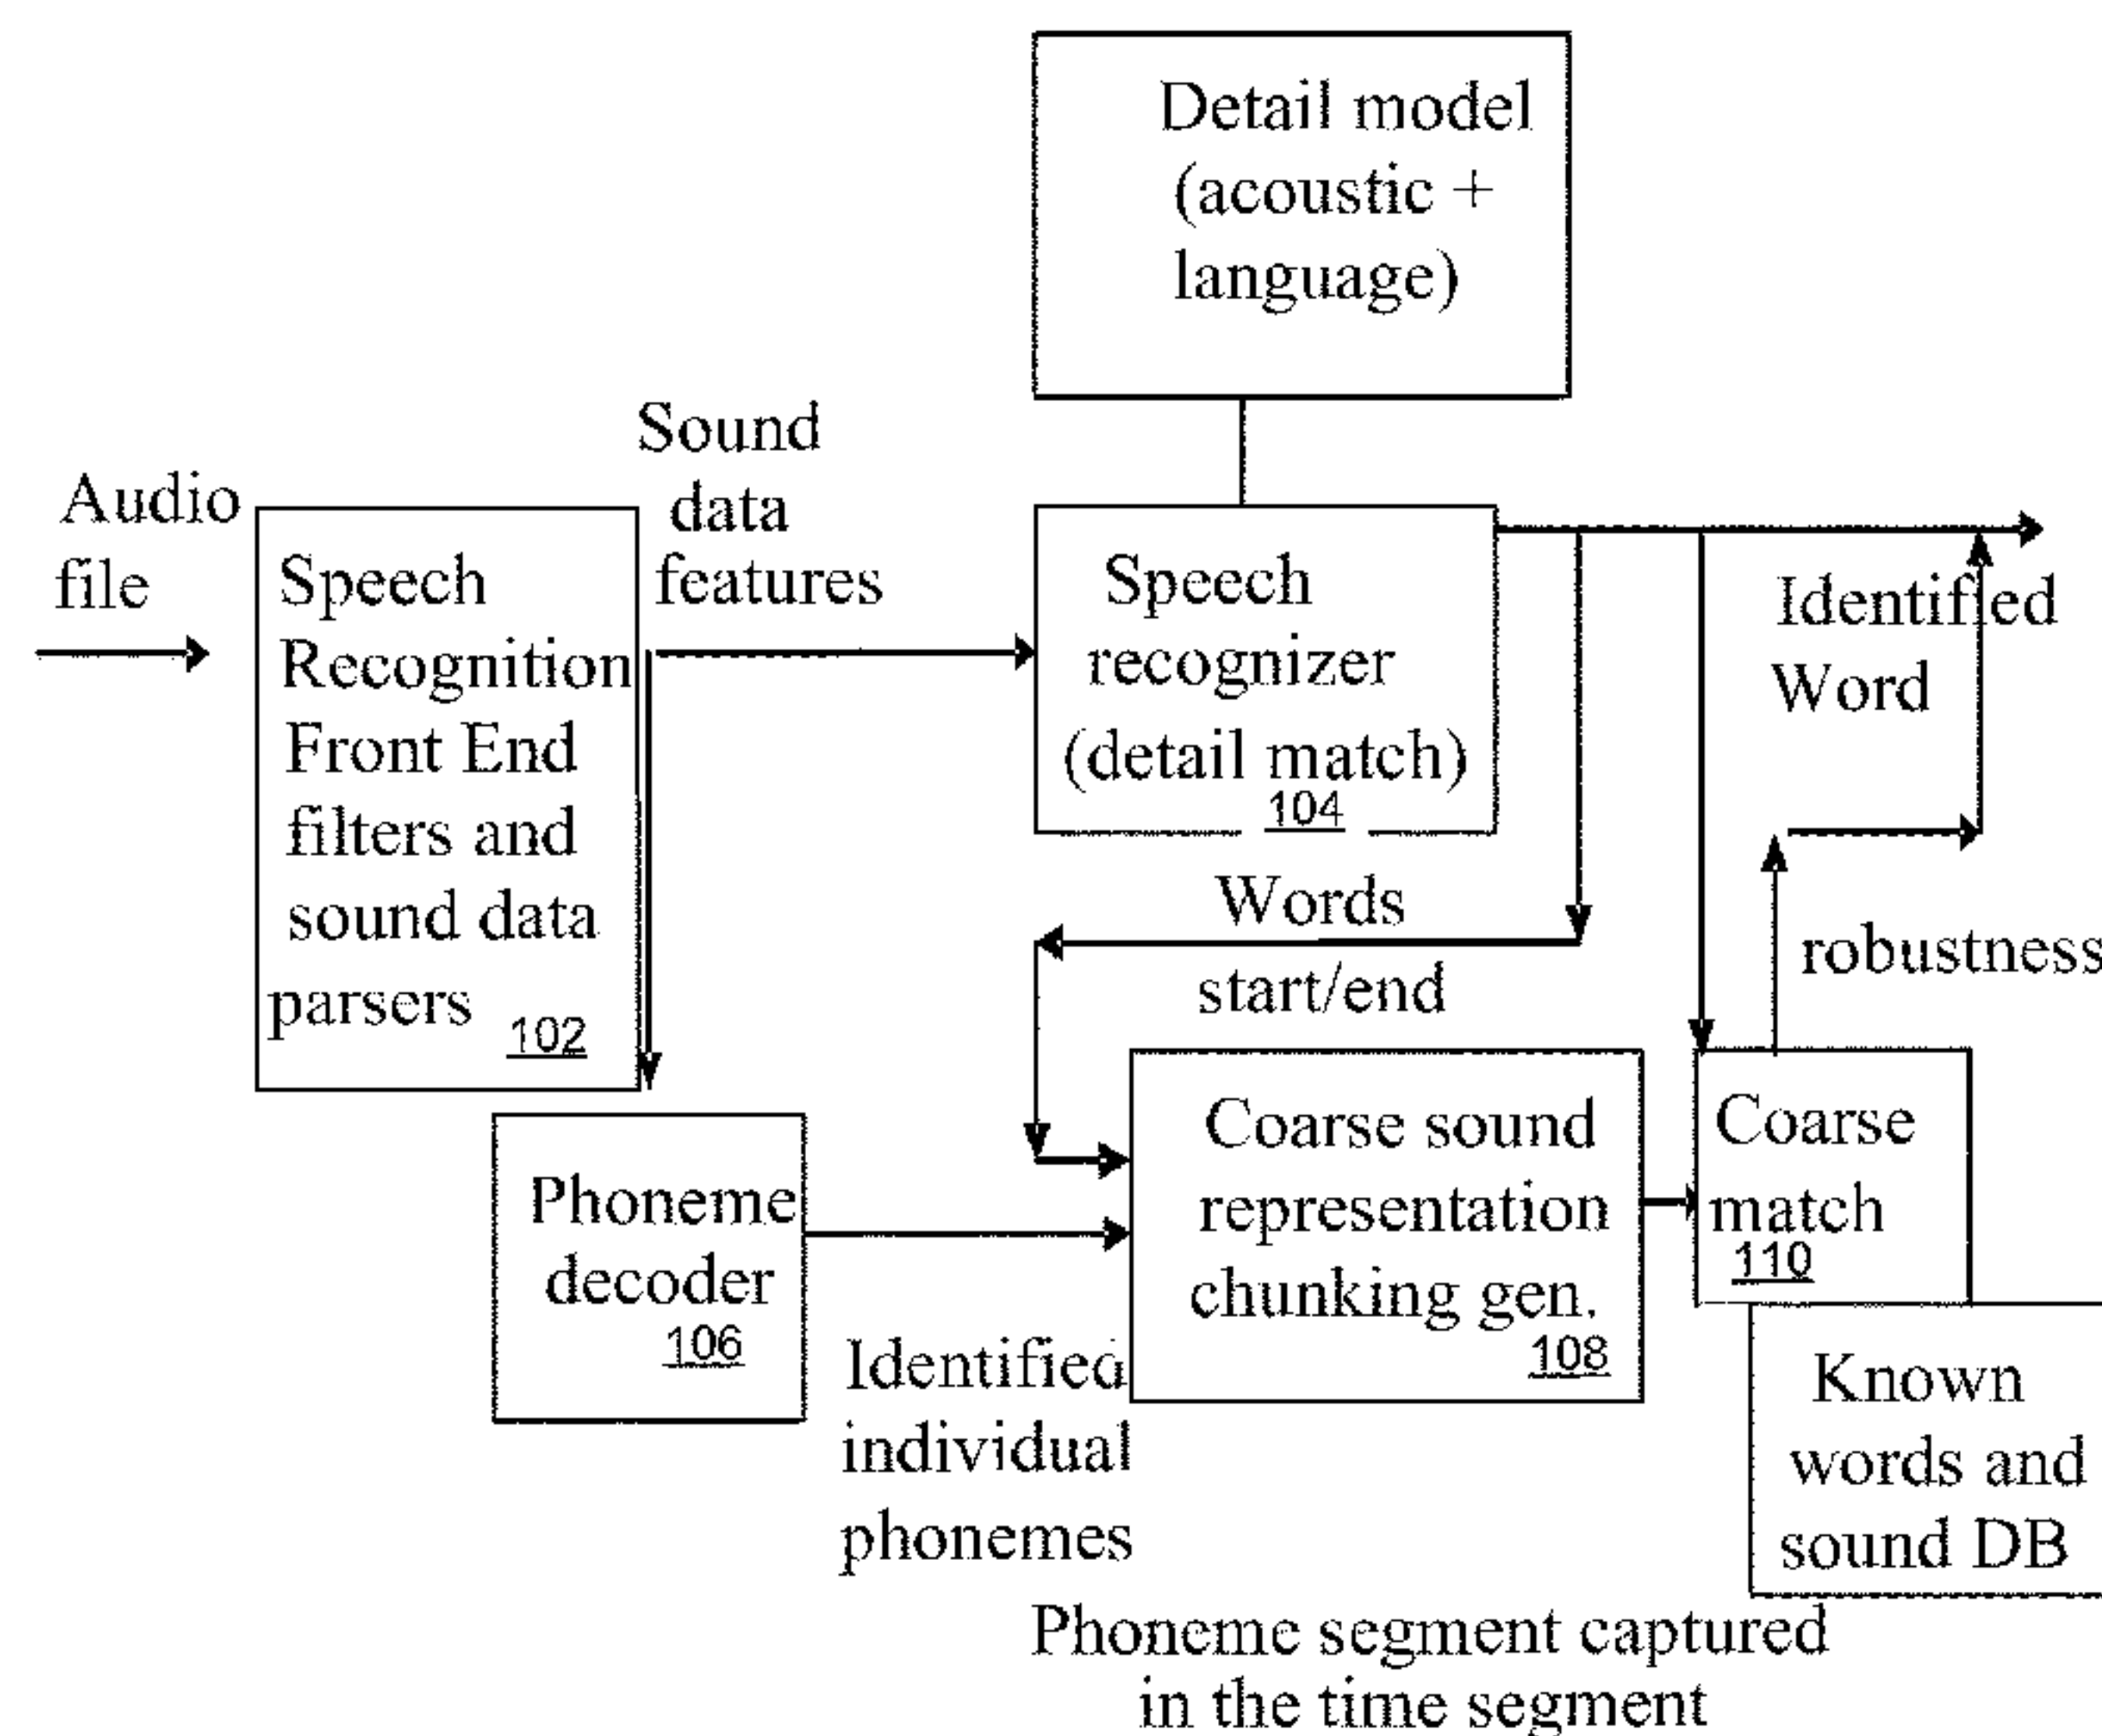 Detail model
(acoustic +
language)
Audio
file
Sound
data
features
Speech
Recognition
Front End
filters and
sound data
parsers
102
Speech
recognizer
(detail match)
104
Identified
Word
Words
start/end
robustness
Phoneme
decoder
106
Identified
individual
phonemes
Coarse sound
representation
chunking gen.
108
Coarse
match
110
Known
words and
sound DB
Phoneme segment captured
in the time segment